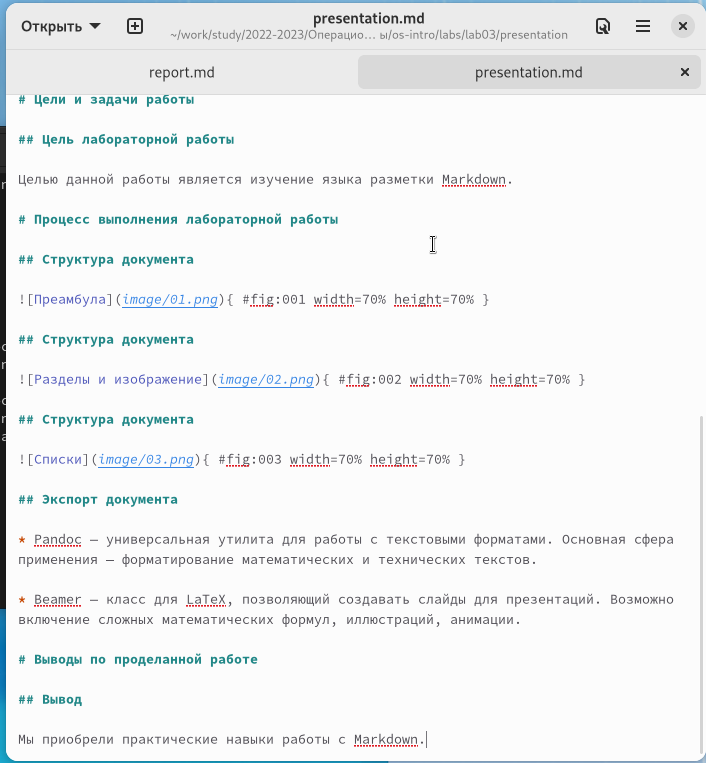 Открыть
presentation.md
~/work/study/2022-2023/Операцио… ы/os-intro/labs/lab03/presentation
report.md
presentation.md
# Цели и задачи работы
## Цель лабораторной работы
Целью данной работы является изучение языка разметки Markdown.
# Процесс выполнения лабораторной работы
## Структура документа
![Преамбула](image/01.png){ #fig:001 width=70% height=70% }
## Структура документа
![Разделы и изображение](image/02.png){ #fig:002 width=70% height=70% }
## Структура документа
![Списки](image/03.png){ #fig:003 width=70% height=70% }
## Экспорт документа
* Pandoc — универсальная утилита для работы с текстовыми форматами. Основная сфера
применения — форматирование математических и технических текстов.
* Beamer — класс для LaTeX, позволяющий создавать слайды для презентаций. Возможно
включение сложных математических формул, иллюстраций, анимации.
# Выводы по проделанной работе
## Вывод
Мы приобрели практические навыки работы с Markdown.